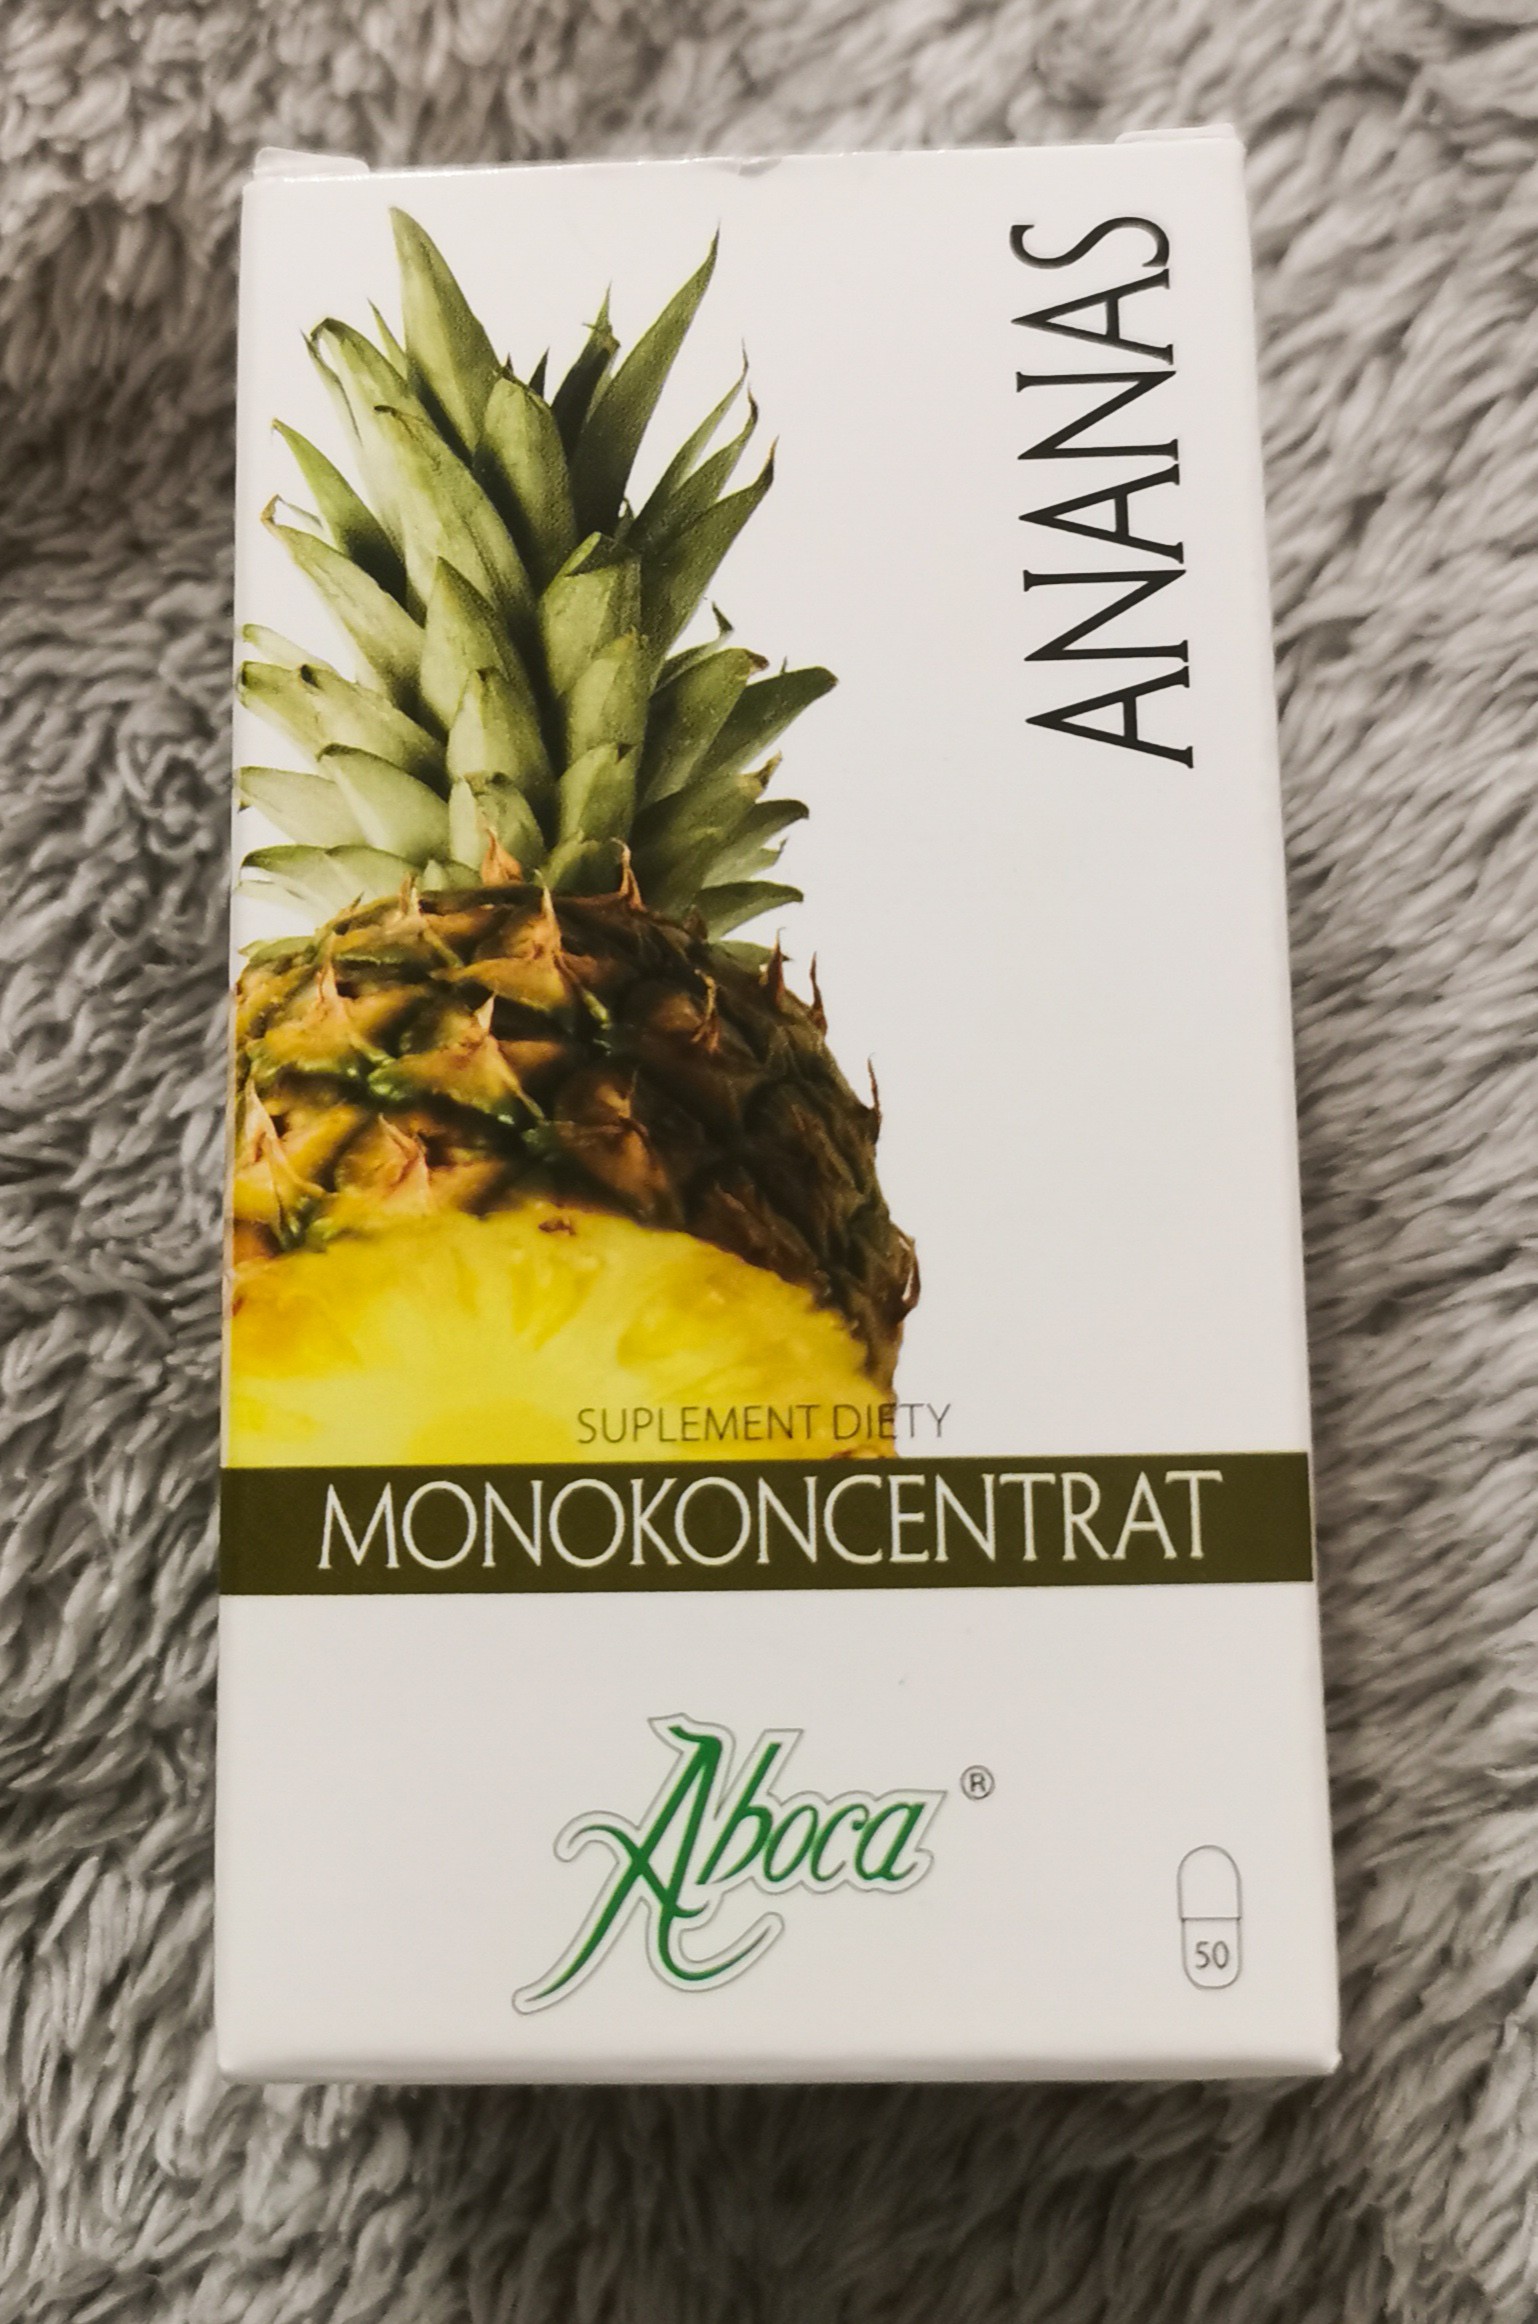 ANANAS
SUPLEMENT DIETY
MONOKONCENTRAT
Aboca®
50